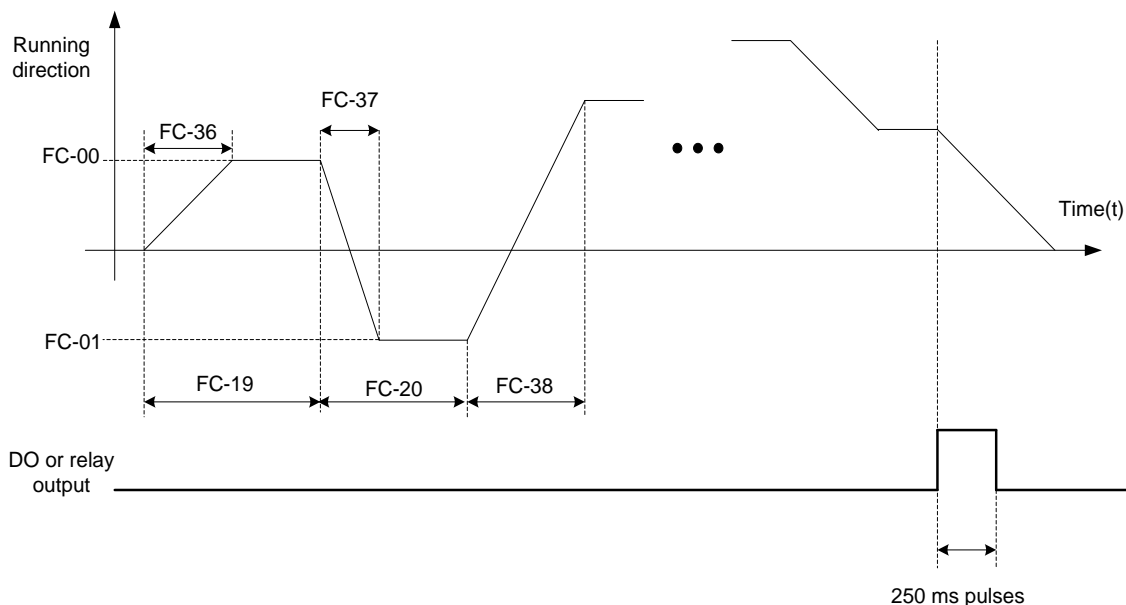 Running
direction
FC-37
FC-36
FC-00
Time(t)
FC-01
FC-19
FC-20
FC-38
DO or relay
output
250 ms pulses